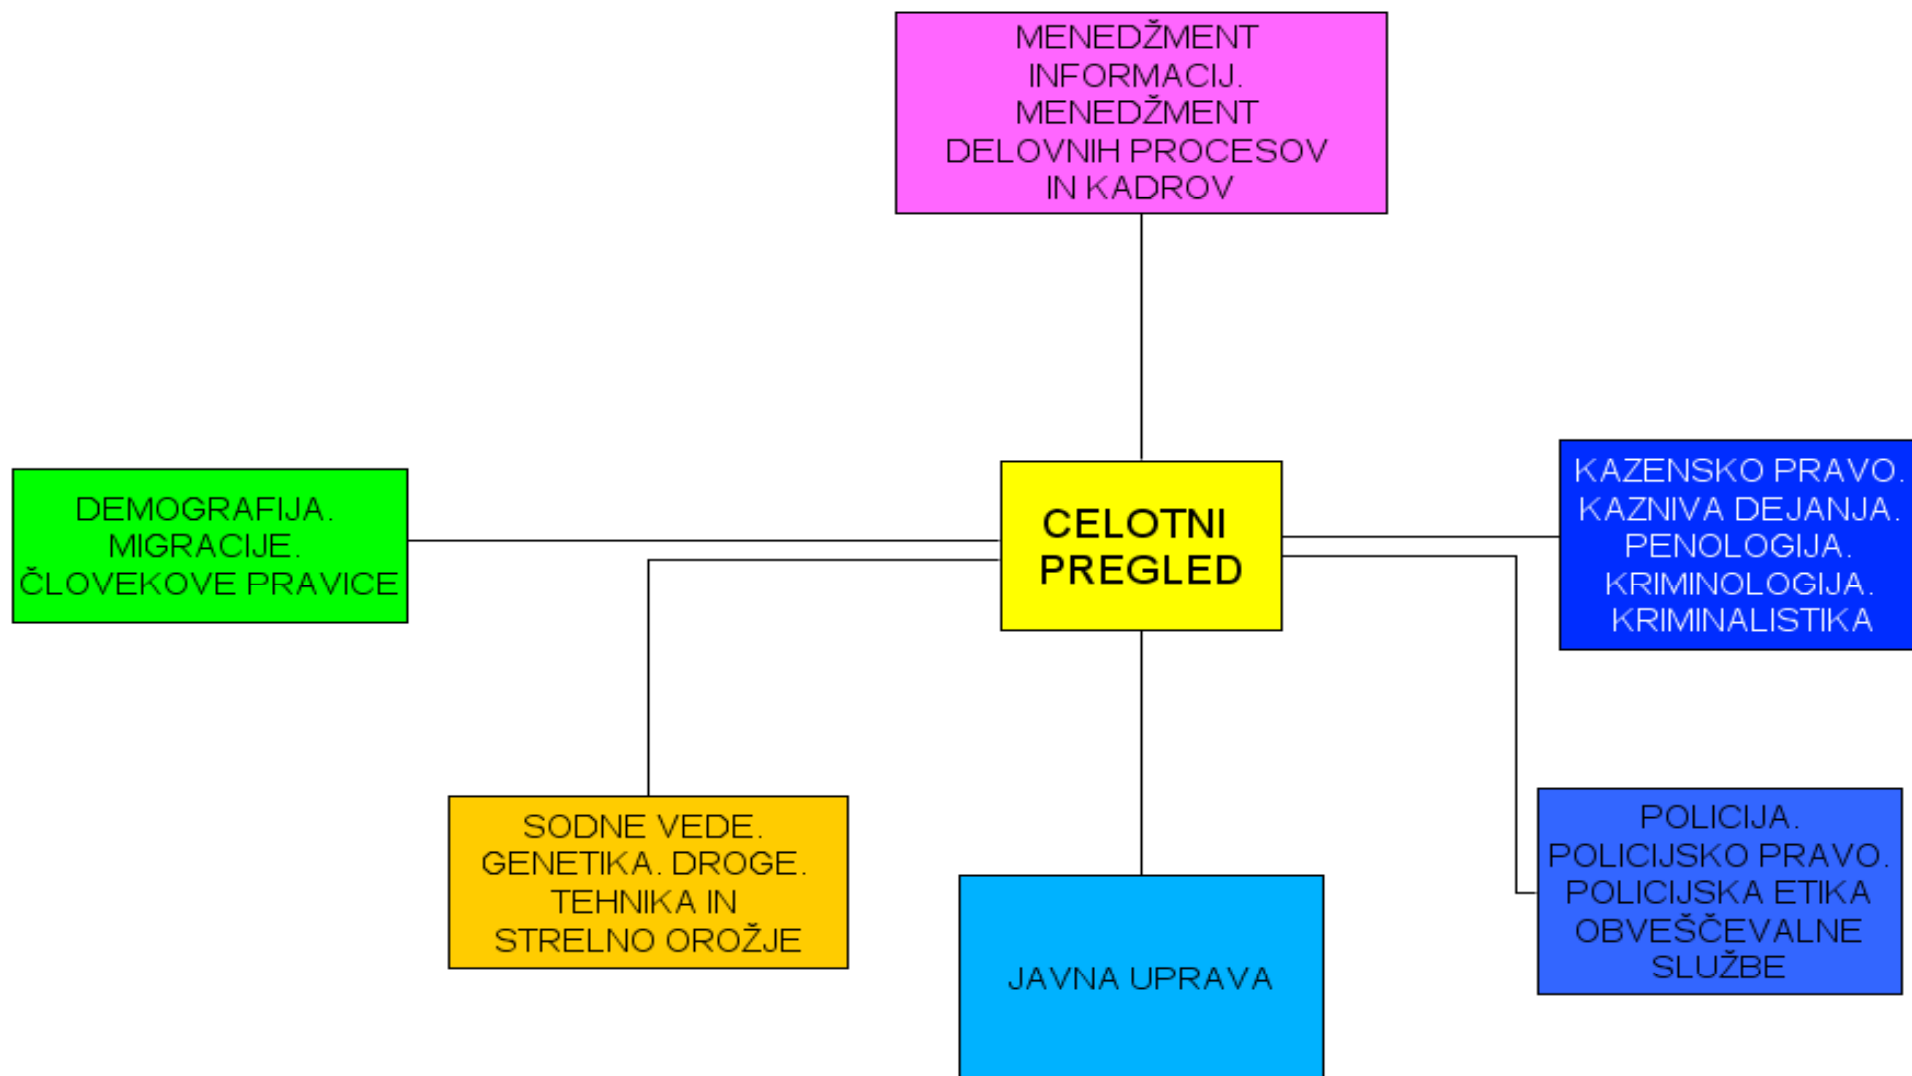 MENEDŽMENT
INFORMACIJ.
MENEDŽMENT
DELOVNIH PROCESOV
IN KADROV
DEMOGRAFIJA.
MIGRACIJE.
ČLOVEKOVE PRAVICE
CELOTNI
PREGLED
KAZENSKO PRAVO.
KAZNIVA DEJANJA.
PENOLOGIJA.
KRIMINOLOGIJA.
KRIMINALISTIKA
SODNE VEDE.
GENETIKA. DROGE.
TEHNIKA IN
STRELNO OROŽJE
JAVNA UPRAVA
POLICIJA.
POLICIJSKO PRAVO.
POLICIJSKA ETIKA
OBVEŠČEVALNE
SLUŽBE